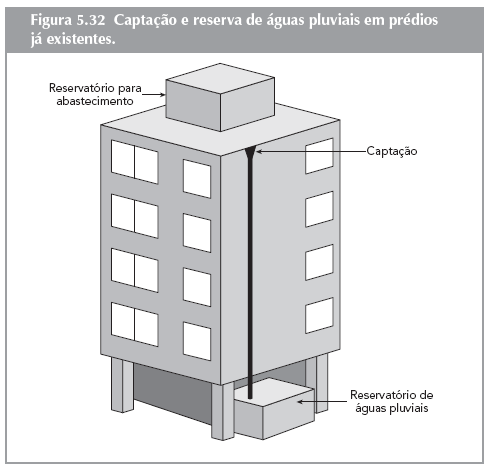 Figura 5.32 Captação e reserva de águas pluviais em prédios
já existentes.
Reservatório para
abastecimento
Captação
Reservatório de
águas pluviais